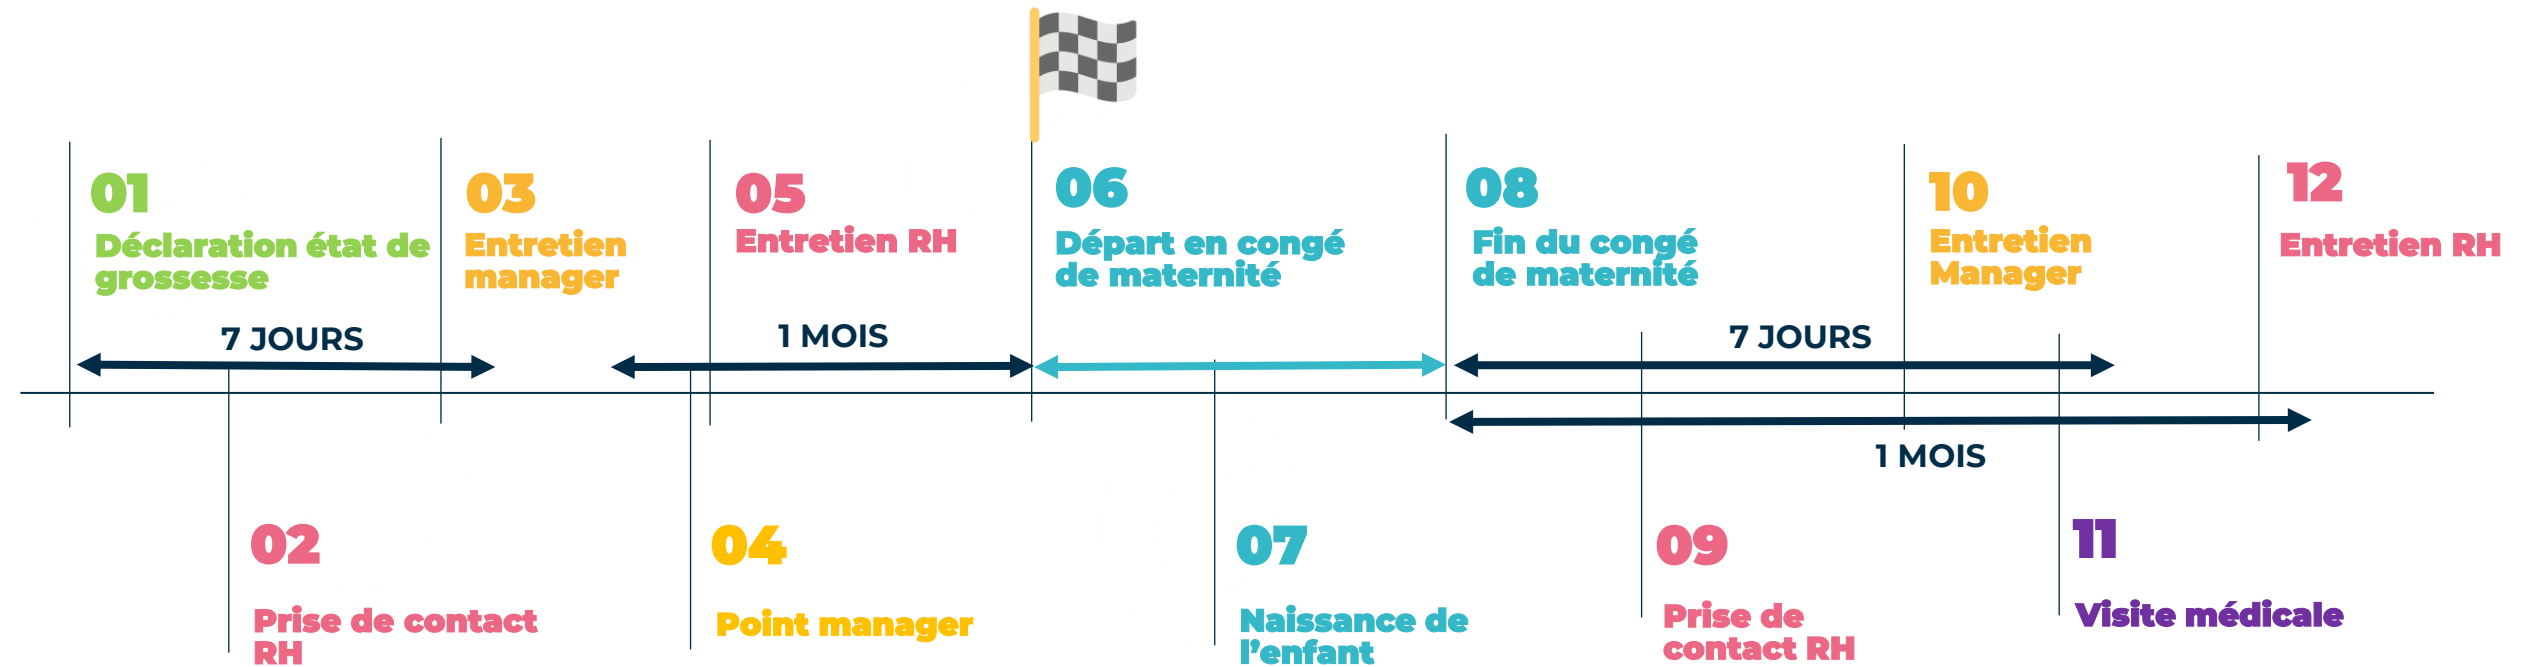 01
Déclaration état de
grossesse
03
Entretien
manager
05
Entretien RH
06
Départ en congé
de maternité
08
Fin du congé
de maternité
10
Entretien
Manager
12
Entretien RH
7 JOURS
1 MOIS
7 JOURS
1 MOIS
02
Prise de contact
RH
04
Point manager
07
Naissance de
l'enfant
09
Prise de
contact RH
11
Visite médicale